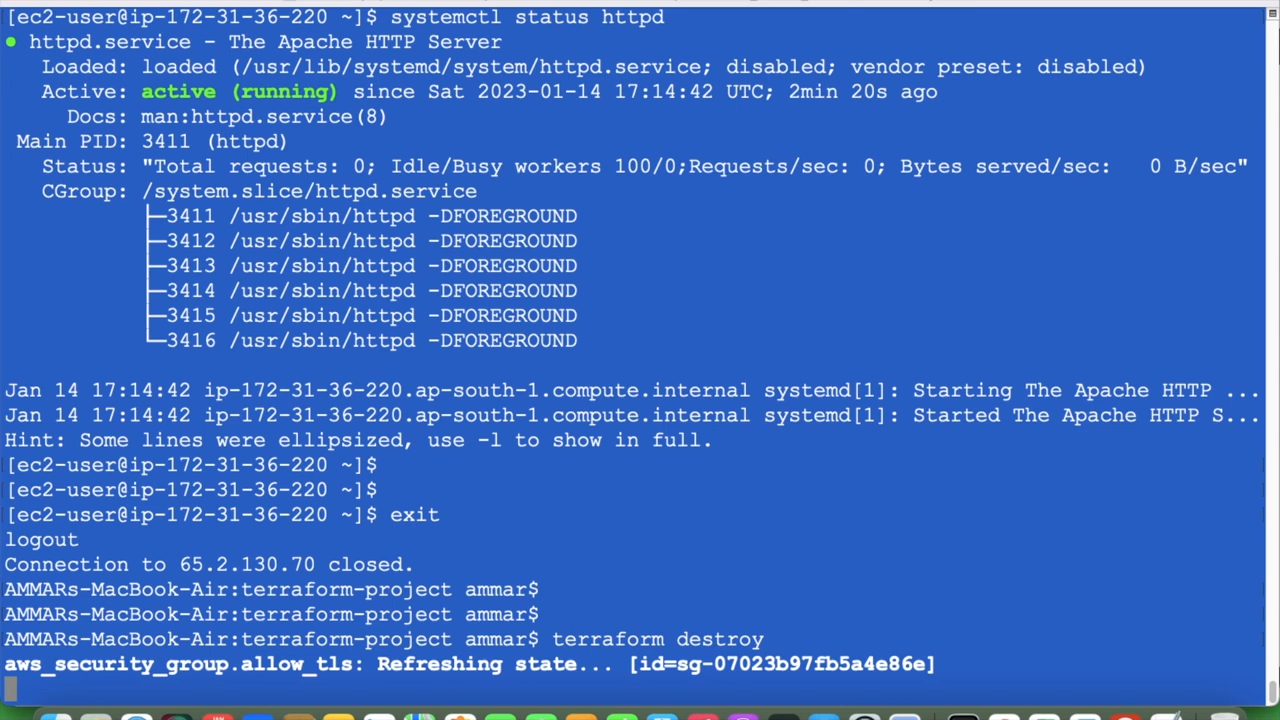 [ec2-user@ip-172-31-36-220 ~]$ systemctl status httpd
● httpd.service - The Apache HTTP Server
   Loaded: loaded (/usr/lib/systemd/system/httpd.service; disabled; vendor preset: disabled)
   Active: active (running) since Sat 2023-01-14 17:14:42 UTC; 2min 20s ago
     Docs: man:httpd.service(8)
 Main PID: 3411 (httpd)
   Status: "Total requests: 0; Idle/Busy workers 100/0;Requests/sec: 0; Bytes served/sec:   0 B/sec"
   CGroup: /system.slice/httpd.service
           ├─3411 /usr/sbin/httpd -DFOREGROUND
           ├─3412 /usr/sbin/httpd -DFOREGROUND
           ├─3413 /usr/sbin/httpd -DFOREGROUND
           ├─3414 /usr/sbin/httpd -DFOREGROUND
           ├─3415 /usr/sbin/httpd -DFOREGROUND
           └─3416 /usr/sbin/httpd -DFOREGROUND
Jan 14 17:14:42 ip-172-31-36-220.ap-south-1.compute.internal systemd[1]: Starting The Apache HTTP ...
Jan 14 17:14:42 ip-172-31-36-220.ap-south-1.compute.internal systemd[1]: Started The Apache HTTP S...
Hint: Some lines were ellipsized, use -l to show in full.
[ec2-user@ip-172-31-36-220 ~]$
[ec2-user@ip-172-31-36-220 ~]$
[ec2-user@ip-172-31-36-220 ~]$ exit
logout
Connection to 65.2.130.70 closed.
AMMARs-MacBook-Air:terraform-project ammar$
AMMARs-MacBook-Air:terraform-project ammar$
AMMARs-MacBook-Air:terraform-project ammar$ terraform destroy
aws_security_group.allow_tls: Refreshing state... [id=sg-07023b97fb5a4e86e]